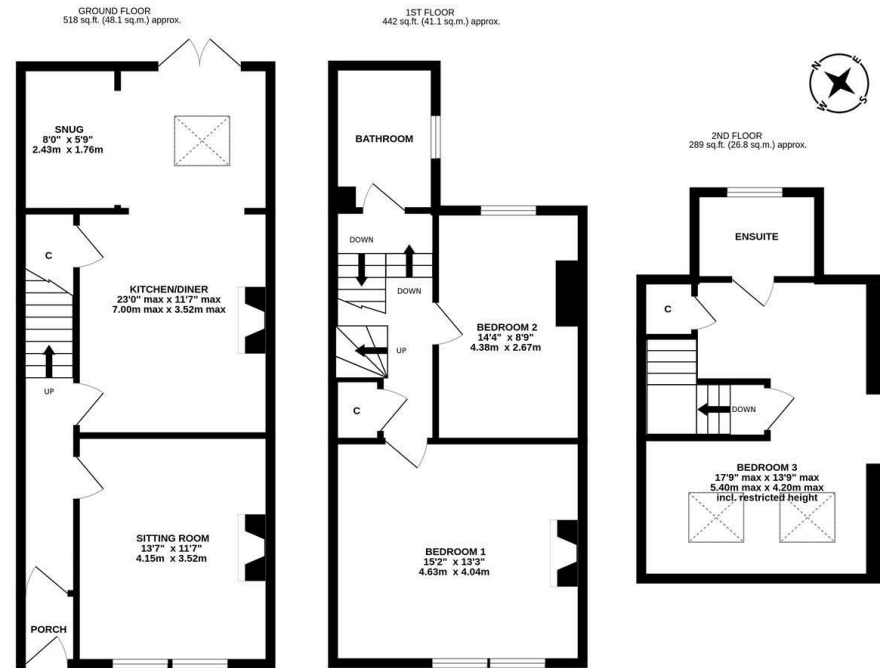 GROUND FLOOR
518 sq.ft. (48.1 sq.m.) approx.
SNUG
8'0" x 5'9"
2.43m x 1.76m
C
KITCHEN/DINER
23'0" max x 11'7" max
7.00m max x 3.52m max
UP
SITTING ROOM
13'7" x 11'7"
4.15m x 3.52m
PORCH
1ST FLOOR
442 sq.ft. (41.1 sq.m.) approx.
BATHROOM
DOWN
DOWN
BEDROOM 2
14'4" x 8'9"
4.38m x 2.67m
UP
C
BEDROOM 1
15'2" x 13'3"
4.63m x 4.04m
N
E
S
W
2ND FLOOR
289 sq.ft. (26.8 sq.m.) approx.
ENSUITE
C
DOWN
BEDROOM 3
17'9" max x 13'9" max
5.40m max x 4.20m max
incl. restricted height